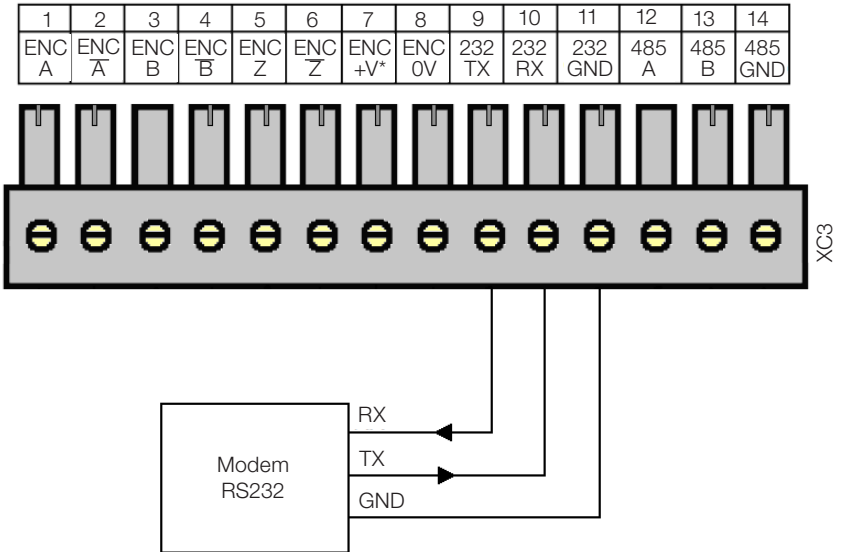 1 2 3 4 5 6 7 8 9 10 11 12 13 14
ENC ENC ENC ENC ENC ENC ENC ENC 232 232 232 485 485 485
A A̅ B B̅ Z Z̅ +V* 0V TX RX GND A B GND
XC3
RX
TX
GND
Modem
RS232